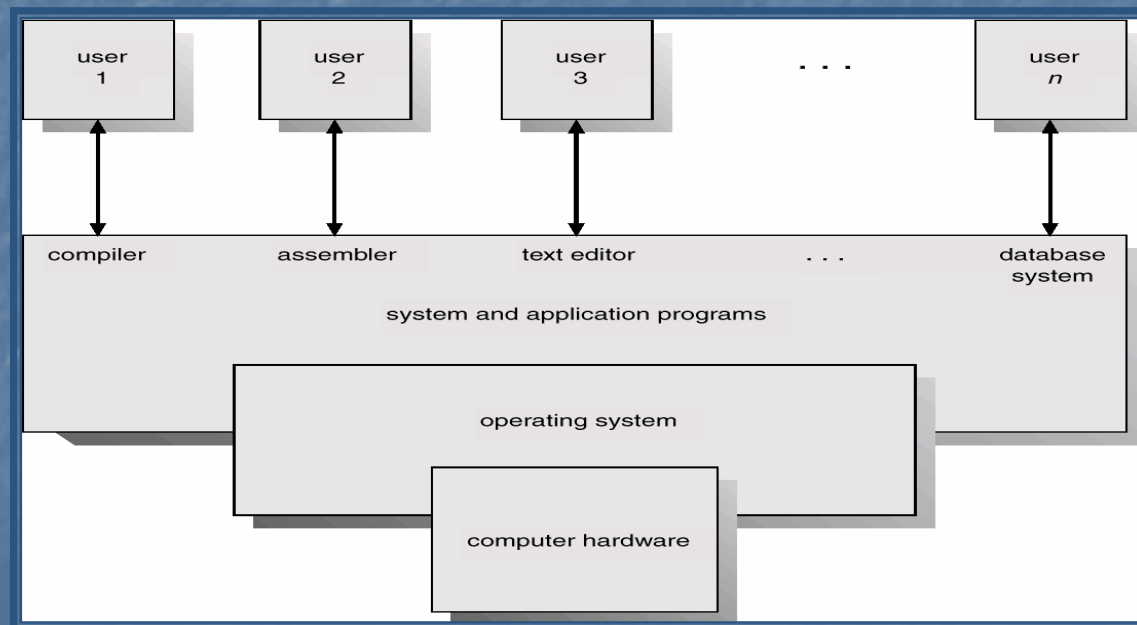 user
1
user
2
user
3
. . .
user
n
compiler
assembler
text editor
. . .
database
system
system and application programs
operating system
computer hardware